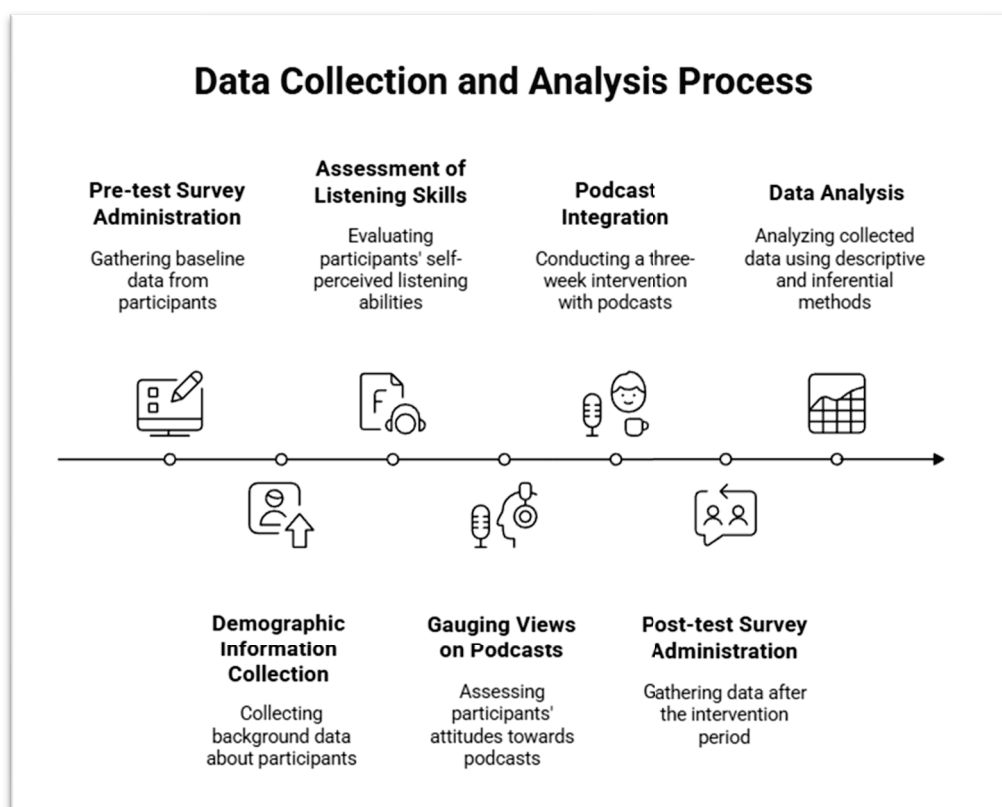 Data Collection and Analysis Process
Pre-test Survey
Administration
Gathering baseline
data from
participants
Assessment of
Listening Skills
Evaluating
participants' self-
perceived listening
abilities
Podcast
Integration
Conducting a three-
week intervention
with podcasts
Data Analysis
Analyzing collected
data using descriptive
and inferential
methods
F
Demographic
Information
Collection
Collecting
background data
about participants
Gauging Views
on Podcasts
Assessing
participants'
attitudes towards
podcasts
Post-test Survey
Administration
Gathering data after
the intervention
period